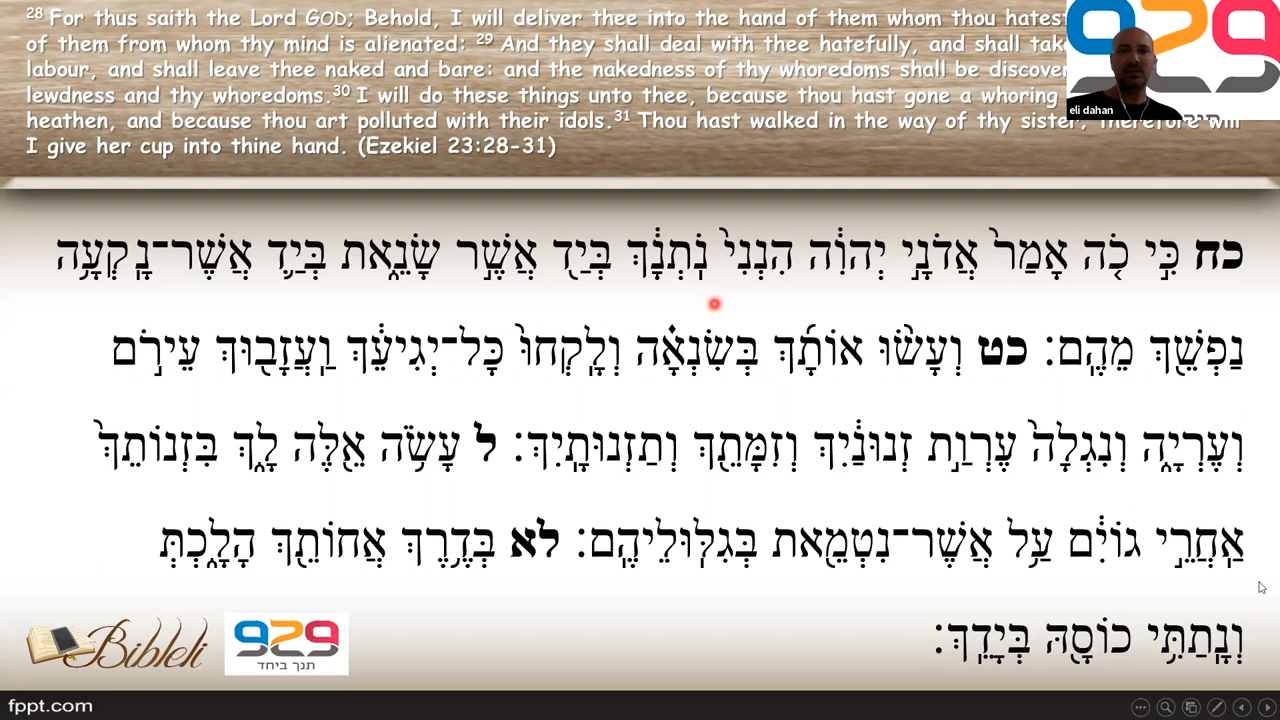 28 For thus saith the Lord GOD; Behold, I will deliver thee into the hand of them whom thou hatest
of them from whom thy mind is alienated: 29 And they shall deal with thee hatefully, and shall take
labour, and shall leave thee naked and bare: and the nakedness of thy whoredoms shall be discover
lewdness and thy whoredoms.30 I will do these things unto thee, because thou hast gone a whoring
heathen, and because thou art polluted with their idols.31 Thou hast walked in the way of thy sister; therefore will
I give her cup into thine hand. (Ezekiel 23:28-31)
929
eli dahan
כח כִּ֣י כֹ֤ה אָמַר֙ אֲדֹנָ֣י יְהוִ֔ה הִנְנִי֙ נֹֽתְנָ֔ךְ בְּיַ֖ד אֲשֶׁ֣ר שָׂנֵ֑את בְּיַ֛ד אֲשֶׁר־נָקְעָ֥ה
נַפְשֵׁ֖ךְ מֵהֶֽם׃ כט וְעָשׂ֨וּ אוֹתָ֜ךְ בְּשִׂנְאָ֗ה וְלָקְחוּ֙ כָּל־יְגִיעֵ֔ךְ וַעֲזָב֖וּךְ עֵירֹ֣ם
וְעֶרְיָ֑ה וְנִגְלָה֙ עֶרְוַ֣ת זְנוּנַ֔יִךְ וְזִמָּתֵ֖ךְ וְתַזְנוּתָֽיִךְ׃ ל עָשֹׂ֥ה אֵ֖לֶּה לָ֑ךְ בִּזְנוֹתֵךְ֙
אַחֲרֵ֣י גוֹיִ֔ם עַ֥ל אֲשֶׁר־נִטְמֵ֖את בְּגִלּוּלֵיהֶֽם׃ לא בְּדֶ֥רֶךְ אֲחוֹתֵ֖ךְ הָלָ֑כְתְּ
וְנָתַתִּ֥י כוֹסָ֖הּ בְּיָדֵֽךְ׃
Bibleli
929
תנך ביחד
fppt.com